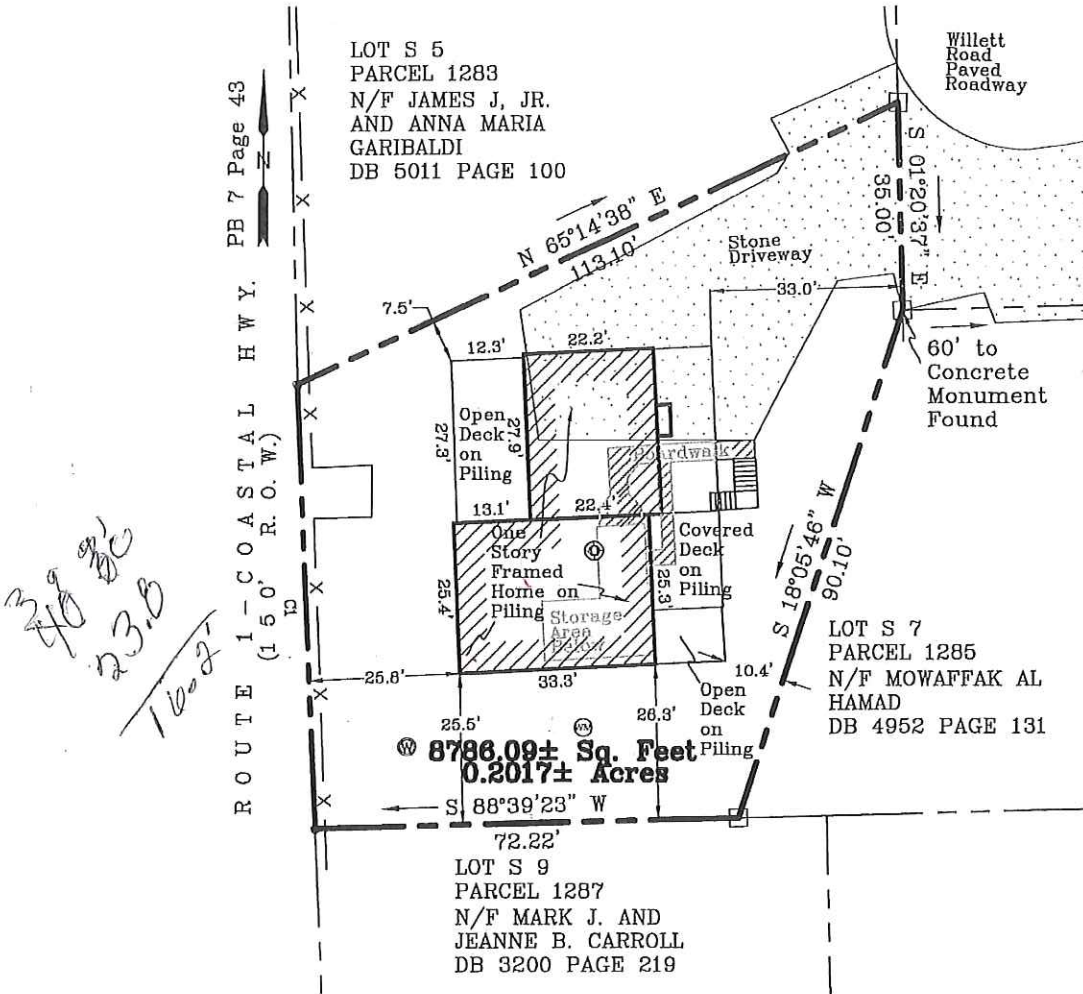 LOT S 5
PARCEL 1283
N/F JAMES J, JR.
AND ANNA MARIA
GARIBALDI
DB 5011 PAGE 100
Willett
Road
Paved
Roadway
PB 7 Page 43
N
N 65°14'38" E
113.10'
S 01°20'37" E
35.00'
Stone
Driveway
33.0'
7.5'
12.3'
22.2'
60' to
Concrete
Monument
Found
Open
Deck
on
Piling
27.3'
27.9'
Boardwalk
13.1'
22.4'
One
Story
Framed
Home on
Piling
Covered
Deck
on
Piling
25.4'
25.3'
Storage
Area
Below
S 18°05'46" W
90.10'
ROUTE 1-COASTAL HWY.
(150' R.O.W.)
C1
25.8'
33.3'
10.4'
Open
Deck
on
Piling
LOT S 7
PARCEL 1285
N/F MOWAFFAK AL
HAMAD
DB 4952 PAGE 131
25.5'
26.3'
W
WM
8786.09± Sq. Feet
0.2017± Acres
S 88°39'23" W
72.22'
LOT S 9
PARCEL 1287
N/F MARK J. AND
JEANNE B. CARROLL
DB 3200 PAGE 219
23.8